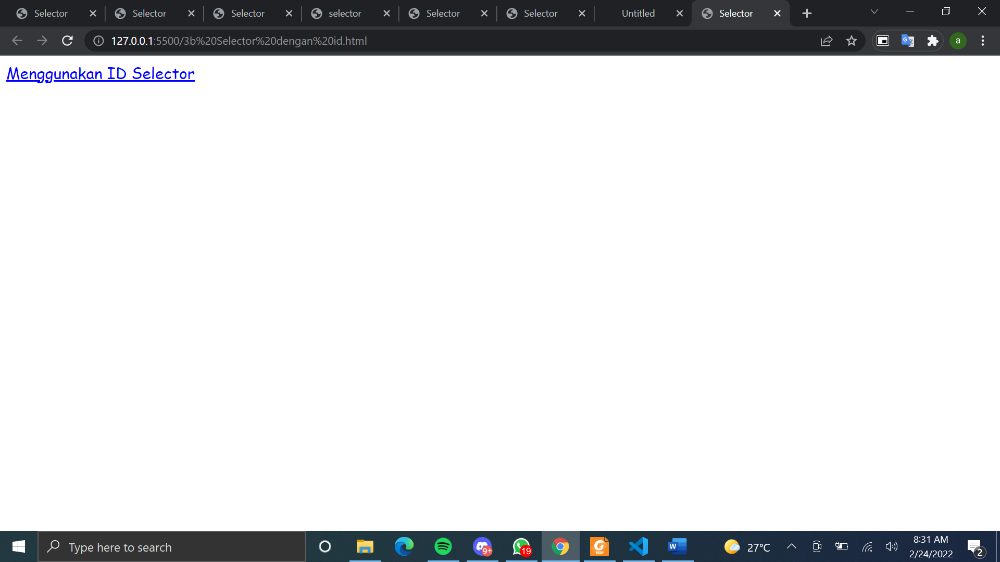 Selector
Selector
Selector
selector
Selector
Selector
Untitled
Selector
127.0.0.1:5500/3b%20Selector%20dengan%20id.html
a
Menggunakan ID Selector
Type here to search
9+
19
PDF
W
27°C
8:31 AM
2/24/2022
2